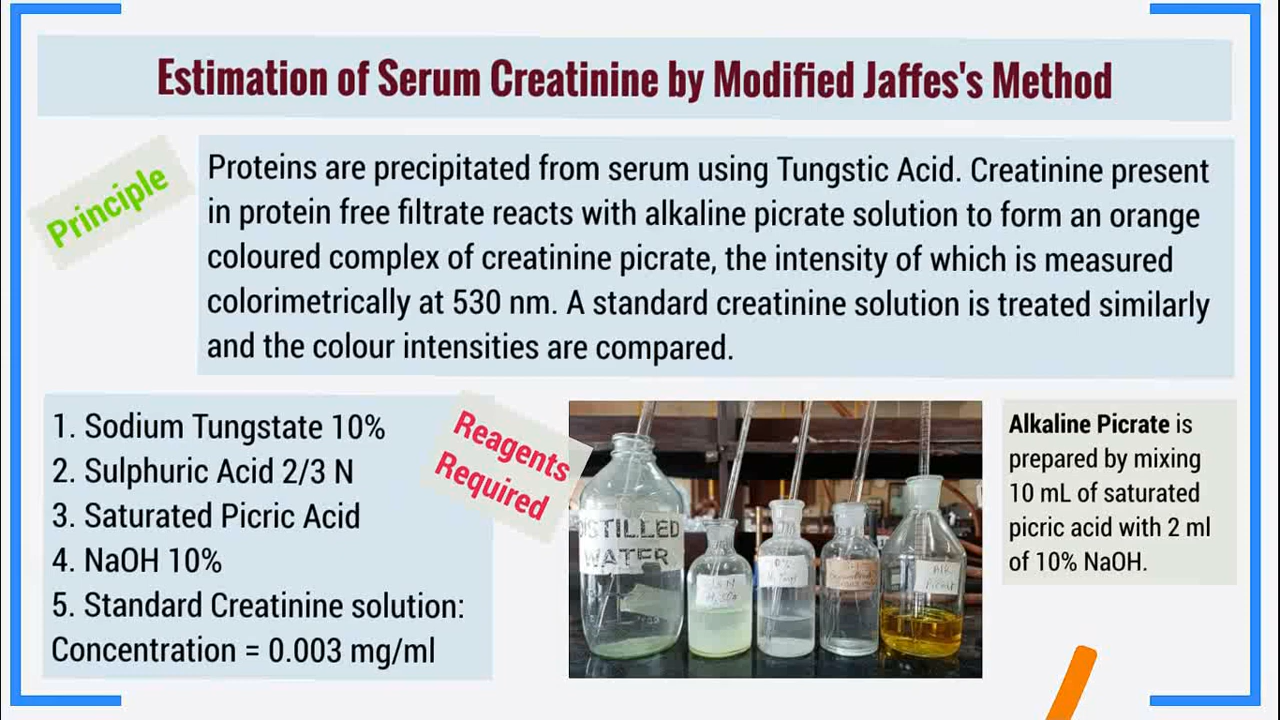 Estimation of Serum Creatinine by Modified Jaffes's Method
Principle
Proteins are precipitated from serum using Tungstic Acid. Creatinine present
in protein free filtrate reacts with alkaline picrate solution to form an orange
coloured complex of creatinine picrate, the intensity of which is measured
colorimetrically at 530 nm. A standard creatinine solution is treated similarly
and the colour intensities are compared.
Reagents
Required
1. Sodium Tungstate 10%
2. Sulphuric Acid 2/3 N
3. Saturated Picric Acid
4. NaOH 10%
5. Standard Creatinine solution:
Concentration = 0.003 mg/ml
DISTILLED
WATER
Alkaline Picrate is
prepared by mixing
10 mL of saturated
picric acid with 2 ml
of 10% NaOH.